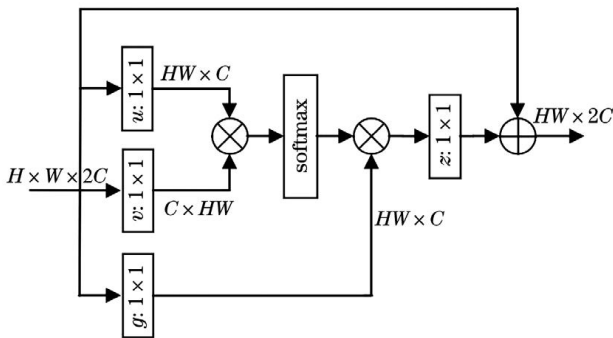 u: 1 × 1
HW × C
softmax
z: 1 × 1
HW × 2C
H × W × 2C
v: 1 × 1
C × HW
HW × C
g: 1 × 1